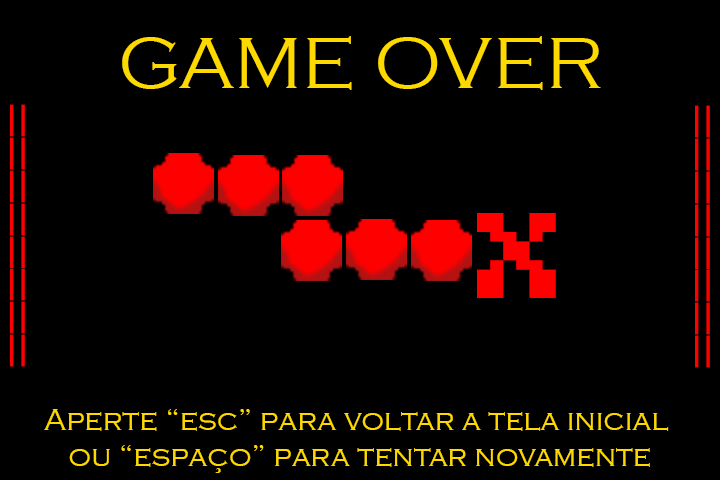 GAME OVER
APERTE “ESC” PARA VOLTAR A TELA INICIAL
OU “ESPAÇO” PARA TENTAR NOVAMENTE